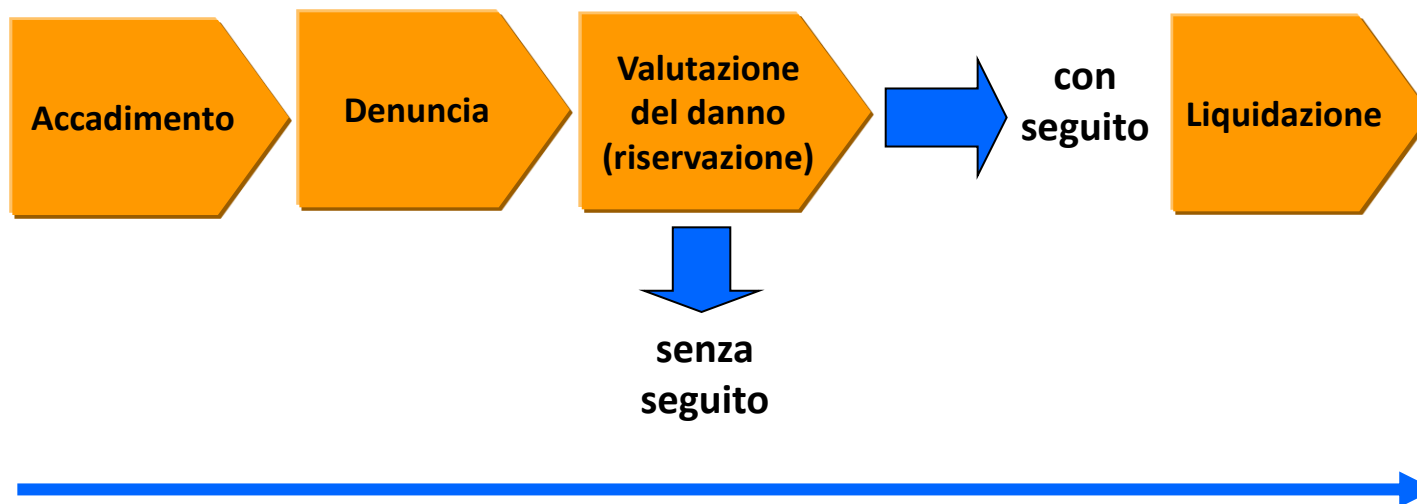 Accadimento
Denuncia
Valutazione
del danno
(riservazione)
con
seguito
Liquidazione
senza
seguito